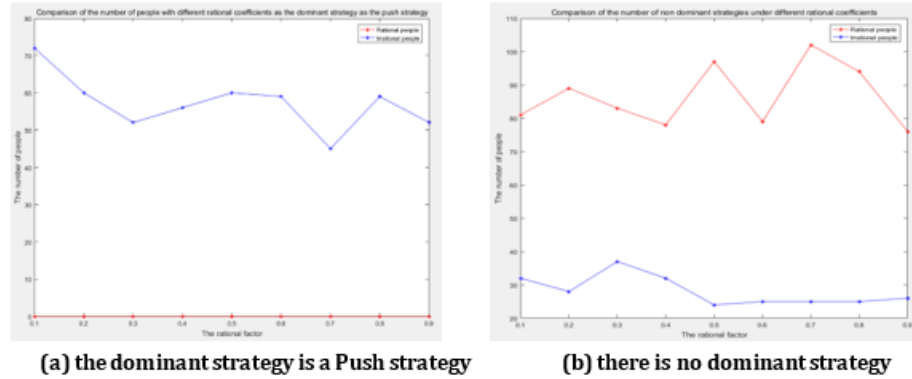 Comparison of the number of people with different rational coefficients as the dominant strategy as the push strategy
80
70
60
50
40
30
20
10
0
The number of people
Rational people
Irrational people
0.1 0.2 0.3 0.4 0.5 0.6 0.7 0.8 0.9
The rational factor
(a) the dominant strategy is a Push strategy
Comparison of the number of non dominant strategies under different rational coefficients
110
100
90
80
70
60
50
40
30
20
The number of people
Rational people
Irrational people
0.1 0.2 0.3 0.4 0.5 0.6 0.7 0.8 0.9
The rational factor
(b) there is no dominant strategy